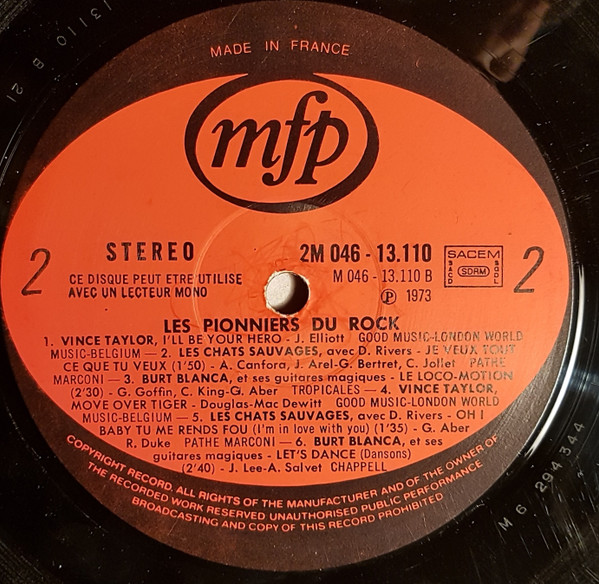 MADE IN FRANCE
mfp
2
STEREO
CE DISQUE PEUT ETRE UTILISE
AVEC UN LECTEUR MONO
2M 046 - 13.110
M 046 - 13.110 B
Ⓟ 1973
SACEM
SACD SDRM SGDL
2
LES PIONNIERS DU ROCK
1. VINCE TAYLOR, I'LL BE YOUR HERO - J. Elliott GOOD MUSIC-LONDON WORLD
MUSIC-BELGIUM — 2. LES CHATS SAUVAGES, avec D. Rivers - JE VEUX TOUT
CE QUE TU VEUX (1'50) - A. Canfora, J. Arel-G. Bertret, C. Jollet PATHE
MARCONI — 3. BURT BLANCA, et ses guitares magiques - LE LOCO-MOTION
(2'30) - G. Goffin, C. King-G. Aber TROPICALES — 4. VINCE TAYLOR,
MOVE OVER TIGER - Douglas-Mac Dewitt GOOD MUSIC-LONDON WORLD
MUSIC-BELGIUM — 5. LES CHATS SAUVAGES, avec D. Rivers - OH !
BABY TU ME RENDS FOU (I'm in love with you) (1'35) - G. Aber
R. Duke PATHE MARCONI — 6. BURT BLANCA, et ses
guitares magiques - LET'S DANCE (Dansons)
(2'40) - J. Lee-A. Salvet CHAPPELL
COPYRIGHT RECORD. ALL RIGHTS OF THE MANUFACTURER AND OF THE OWNER OF
THE RECORDED WORK RESERVED UNAUTHORISED PUBLIC PERFORMANCE
BROADCASTING AND COPY OF THIS RECORD PROHIBITED
13110 B 21
M6 294344